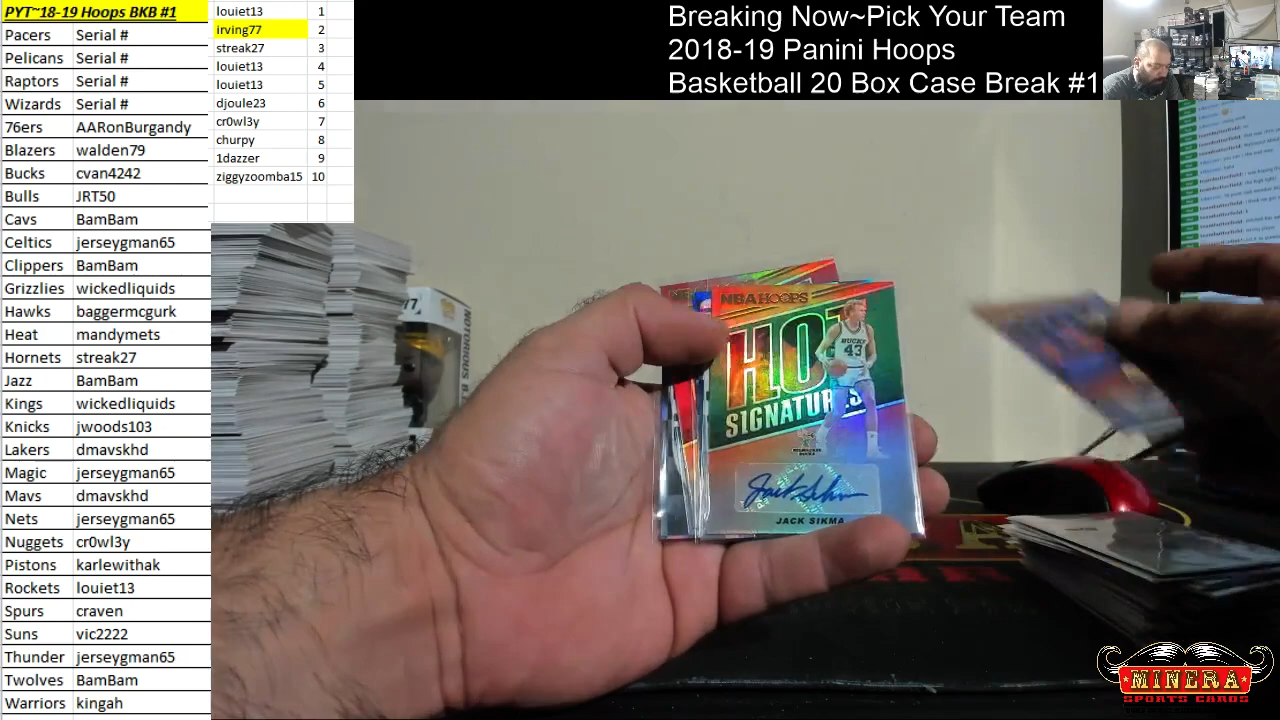 PYT~18-19 Hoops BKB #1
Pacers Serial #
Pelicans Serial #
Raptors Serial #
Wizards Serial #
76ers AARonBurgandy
Blazers walden79
Bucks cvan4242
Bulls JRT50
Cavs BamBam
Celtics jerseygman65
Clippers BamBam
Grizzlies wickedliquids
Hawks baggermcgurk
Heat mandymets
Hornets streak27
Jazz BamBam
Kings wickedliquids
Knicks jwoods103
Lakers dmavskhd
Magic jerseygman65
Mavs dmavskhd
Nets jerseygman65
Nuggets cr0wl3y
Pistons karlewithak
Rockets louiet13
Spurs craven
Suns vic2222
Thunder jerseygman65
Twolves BamBam
Warriors kingah
louiet13 1
irving77 2
streak27 3
louiet13 4
louiet13 5
djoule23 6
cr0wl3y 7
churpy 8
1dazzer 9
ziggyzoomba15 10
Breaking Now~Pick Your Team
2018-19 Panini Hoops
Basketball 20 Box Case Break #1
NBA HOOPS
HOT
SIGNATURES
BUCKS
43
Jack Sikma
JACK SIKMA
NOTORIOUS B
MINERA
SPORTS CARDS